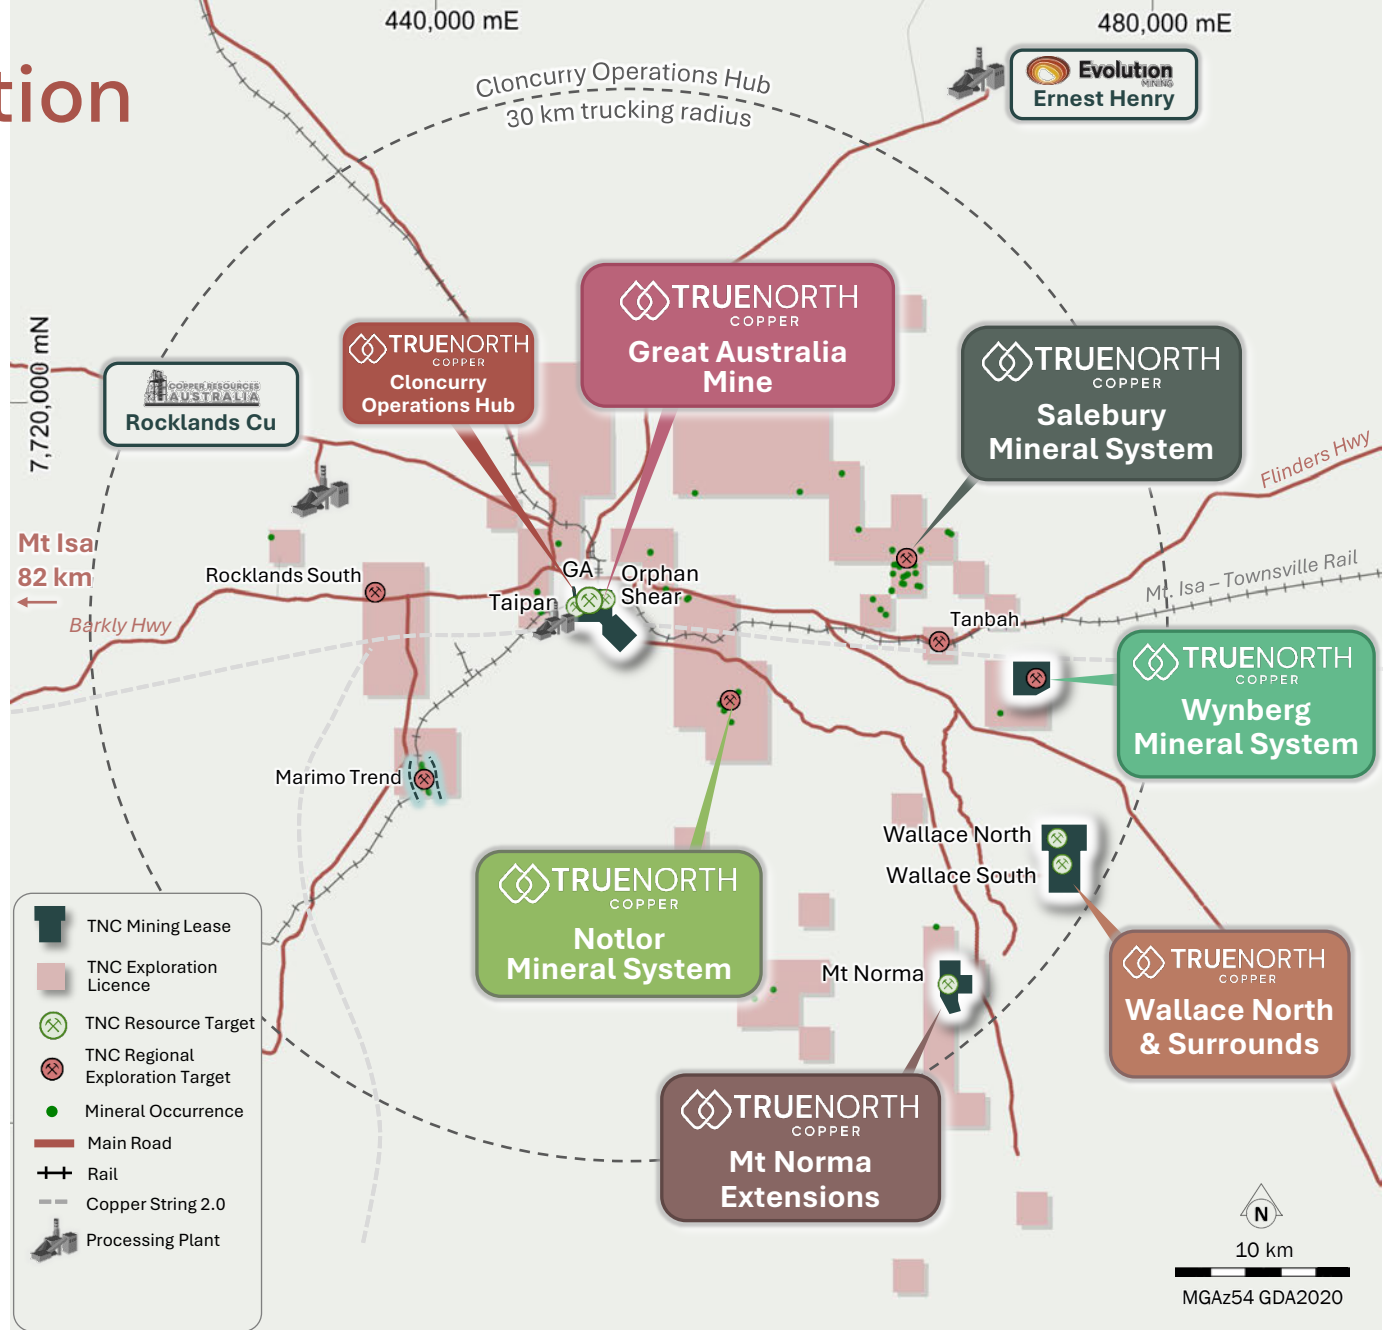 440,000 mE
480,000 mE
tion
Cloncurry Operations Hub
30 km trucking radius
Evolution
MINING
Ernest Henry
7,720,000 mN
TRUENORTH
COPPER
Great Australia
Mine
TRUENORTH
COPPER
Cloncurry
Operations Hub
TRUENORTH
COPPER
Salebury
Mineral System
COPPER RESOURCES
AUSTRALIA
Rocklands Cu
Flinders Hwy
Mt Isa
82 km
Barkly Hwy
Rocklands South
GA
Orphan
Shear
Taipan
Mt. Isa – Townsville Rail
Tanbah
TRUENORTH
COPPER
Wynberg
Mineral System
Marimo Trend
Wallace North
Wallace South
TRUENORTH
COPPER
Notlor
Mineral System
Mt Norma
TRUENORTH
COPPER
Wallace North
& Surrounds
TRUENORTH
COPPER
Mt Norma
Extensions
TNC Mining Lease
TNC Exploration
Licence
TNC Resource Target
TNC Regional
Exploration Target
Mineral Occurrence
Main Road
Rail
Copper String 2.0
Processing Plant
N
10 km
MGAz54 GDA2020